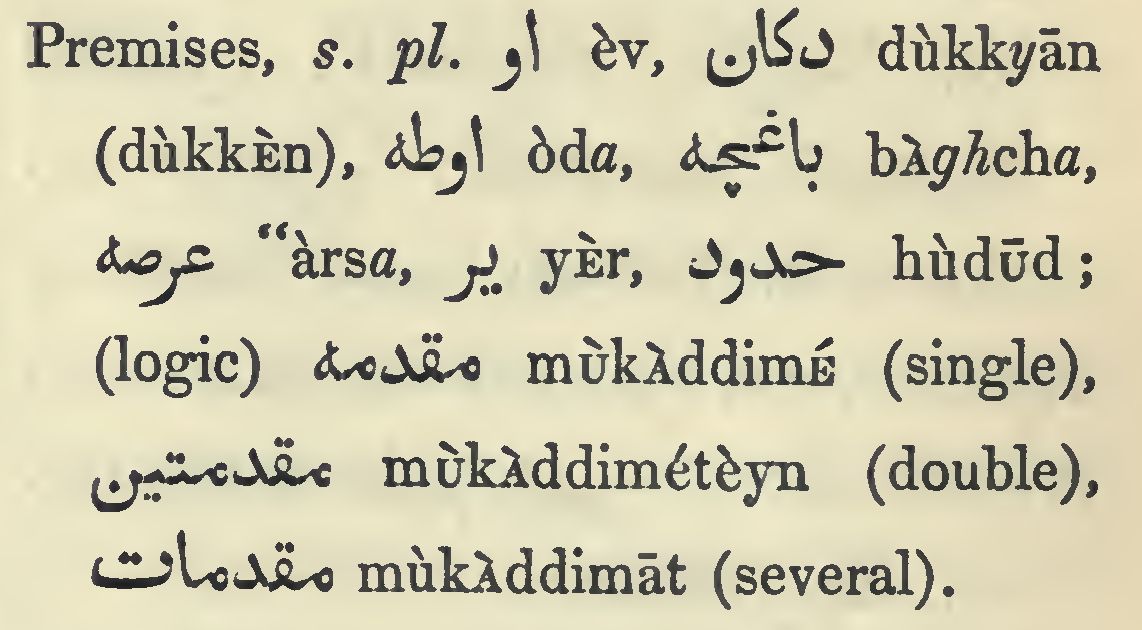 Premises, s. pl. او èv, دكان dùkkyān
(dùkkÈn), اوطه òda, باغچه bÀghcha,
عرصه “àrsa, ير yÈr, حدود hùdūd ;
(logic) مقدمه mùkÀddimÉ (single),
مقدمتين mùkÀddimétèyn (double),
مقدمات mùkÀddimāt (several).